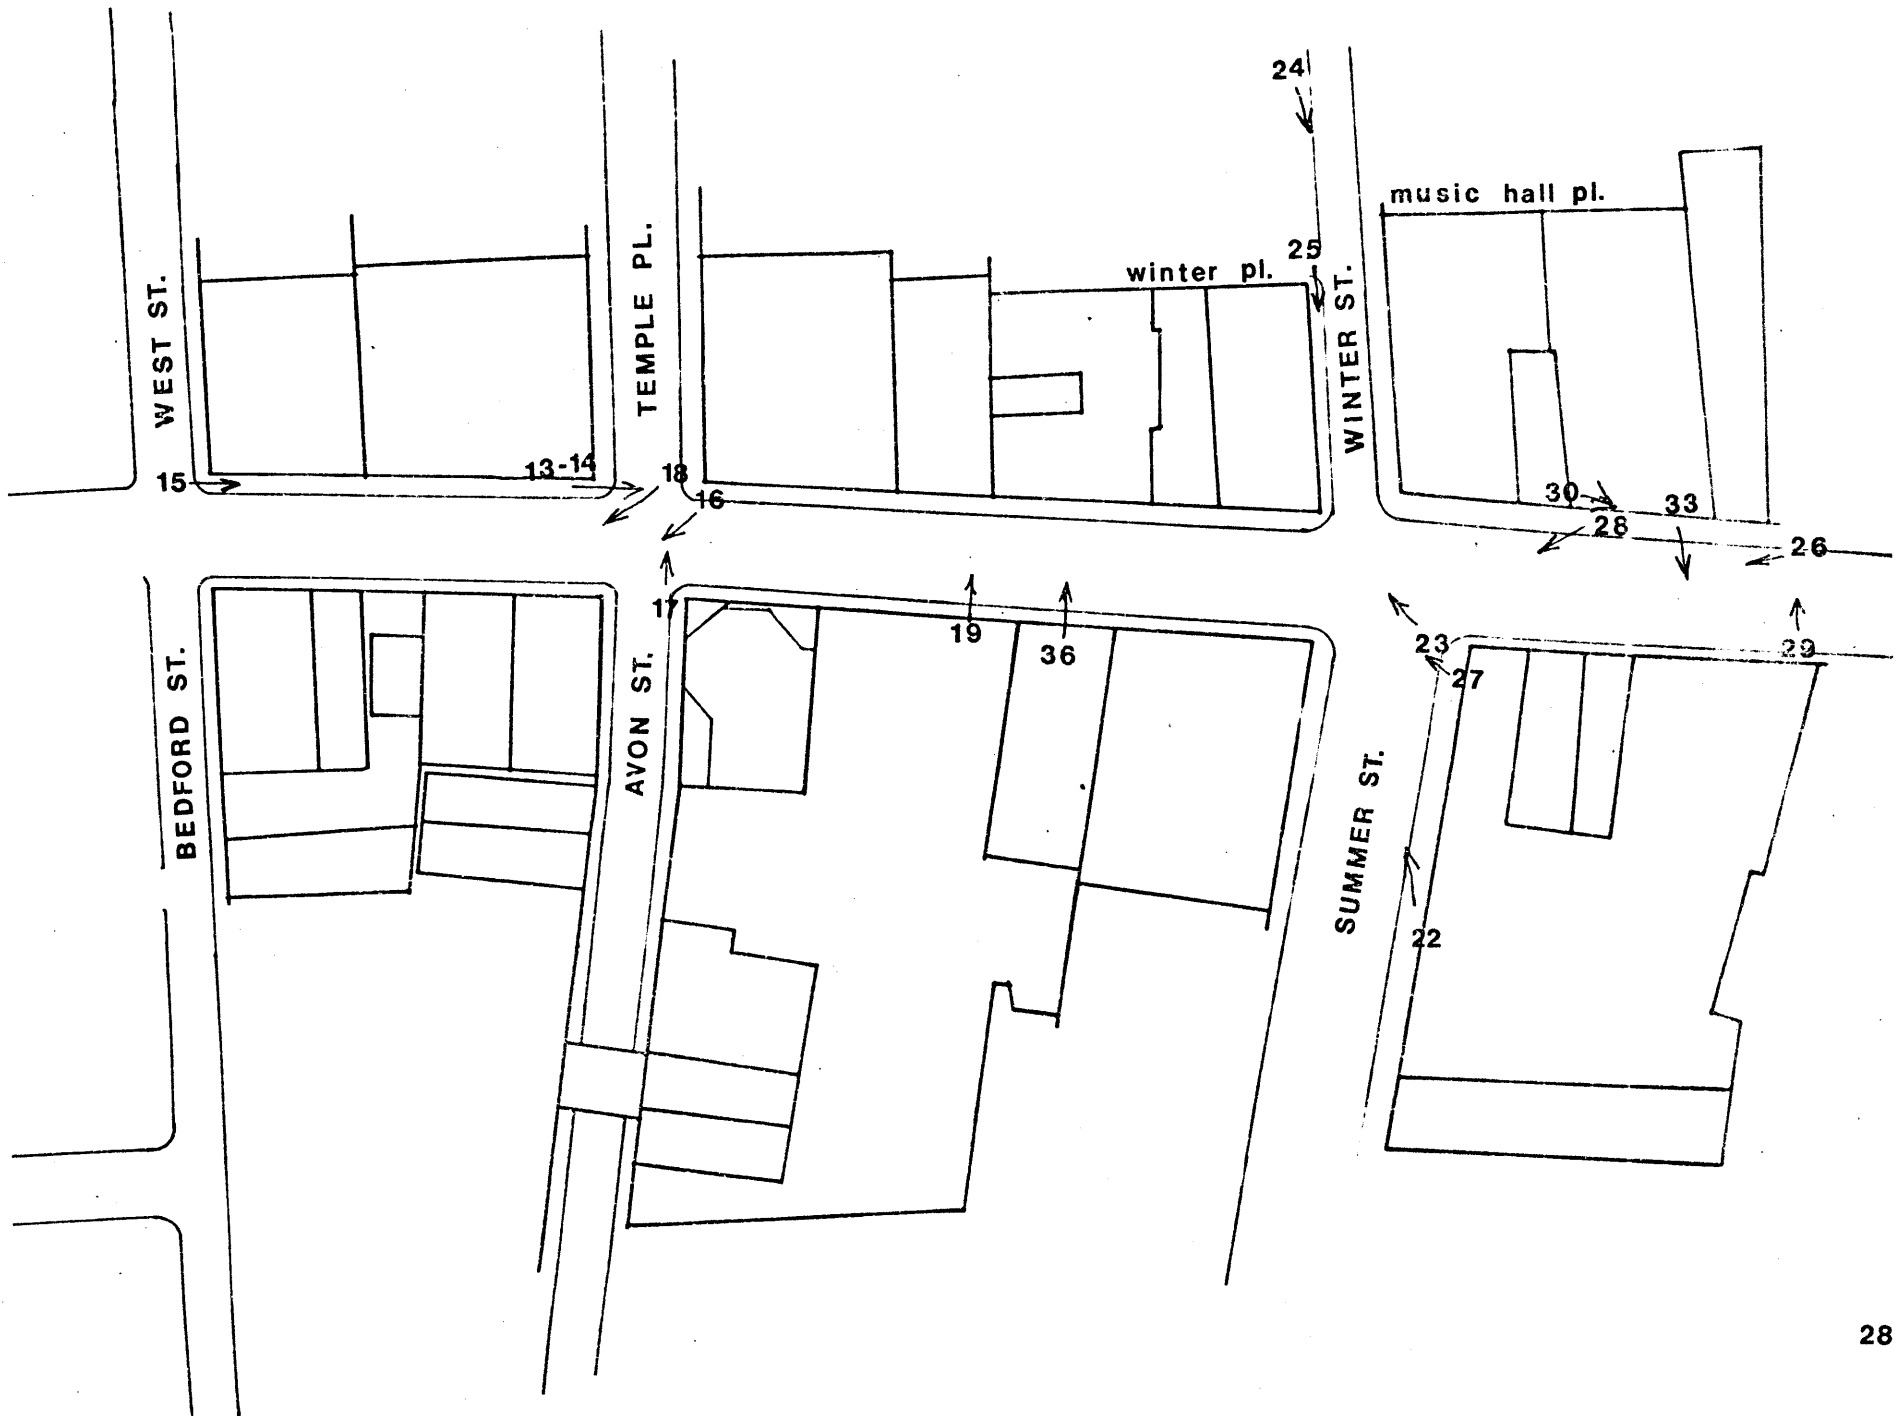 24
music hall pl.
25
winter pl.
WEST ST.
TEMPLE PL.
WINTER ST.
15
13-14
18
16
30
33
28
26
17
19
36
23
29
27
BEDFORD ST.
AVON ST.
SUMMER ST.
22
28